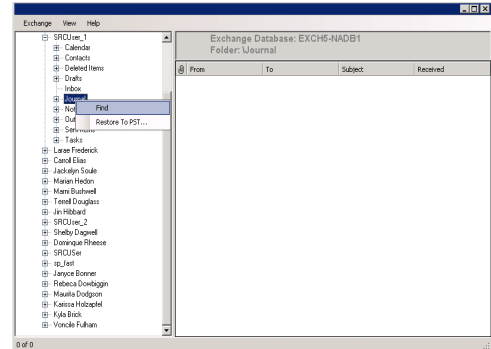 Exchange View Help
SRCUser_1
Calendar
Contacts
Deleted Items
Drafts
Inbox
Journal
Find
Restore To PST...
Tasks
Larae Frederick
Carroll Elias
Jackelyn Soule
Marian Hedon
Marni Bushwell
Terrell Douglass
Jin Hibbard
SRCUser_2
Shelby Dagwell
Domingue Rheese
SRCUSer
sp_fast
Janyce Bonner
Rebeca Dowbiggin
Maurita Dodgson
Karissa Holzapfel
Kyla Brick
Voncile Fulham
Exchange Database: EXCH5-NADB1
Folder: \Journal
From To Subject Received
0 of 0